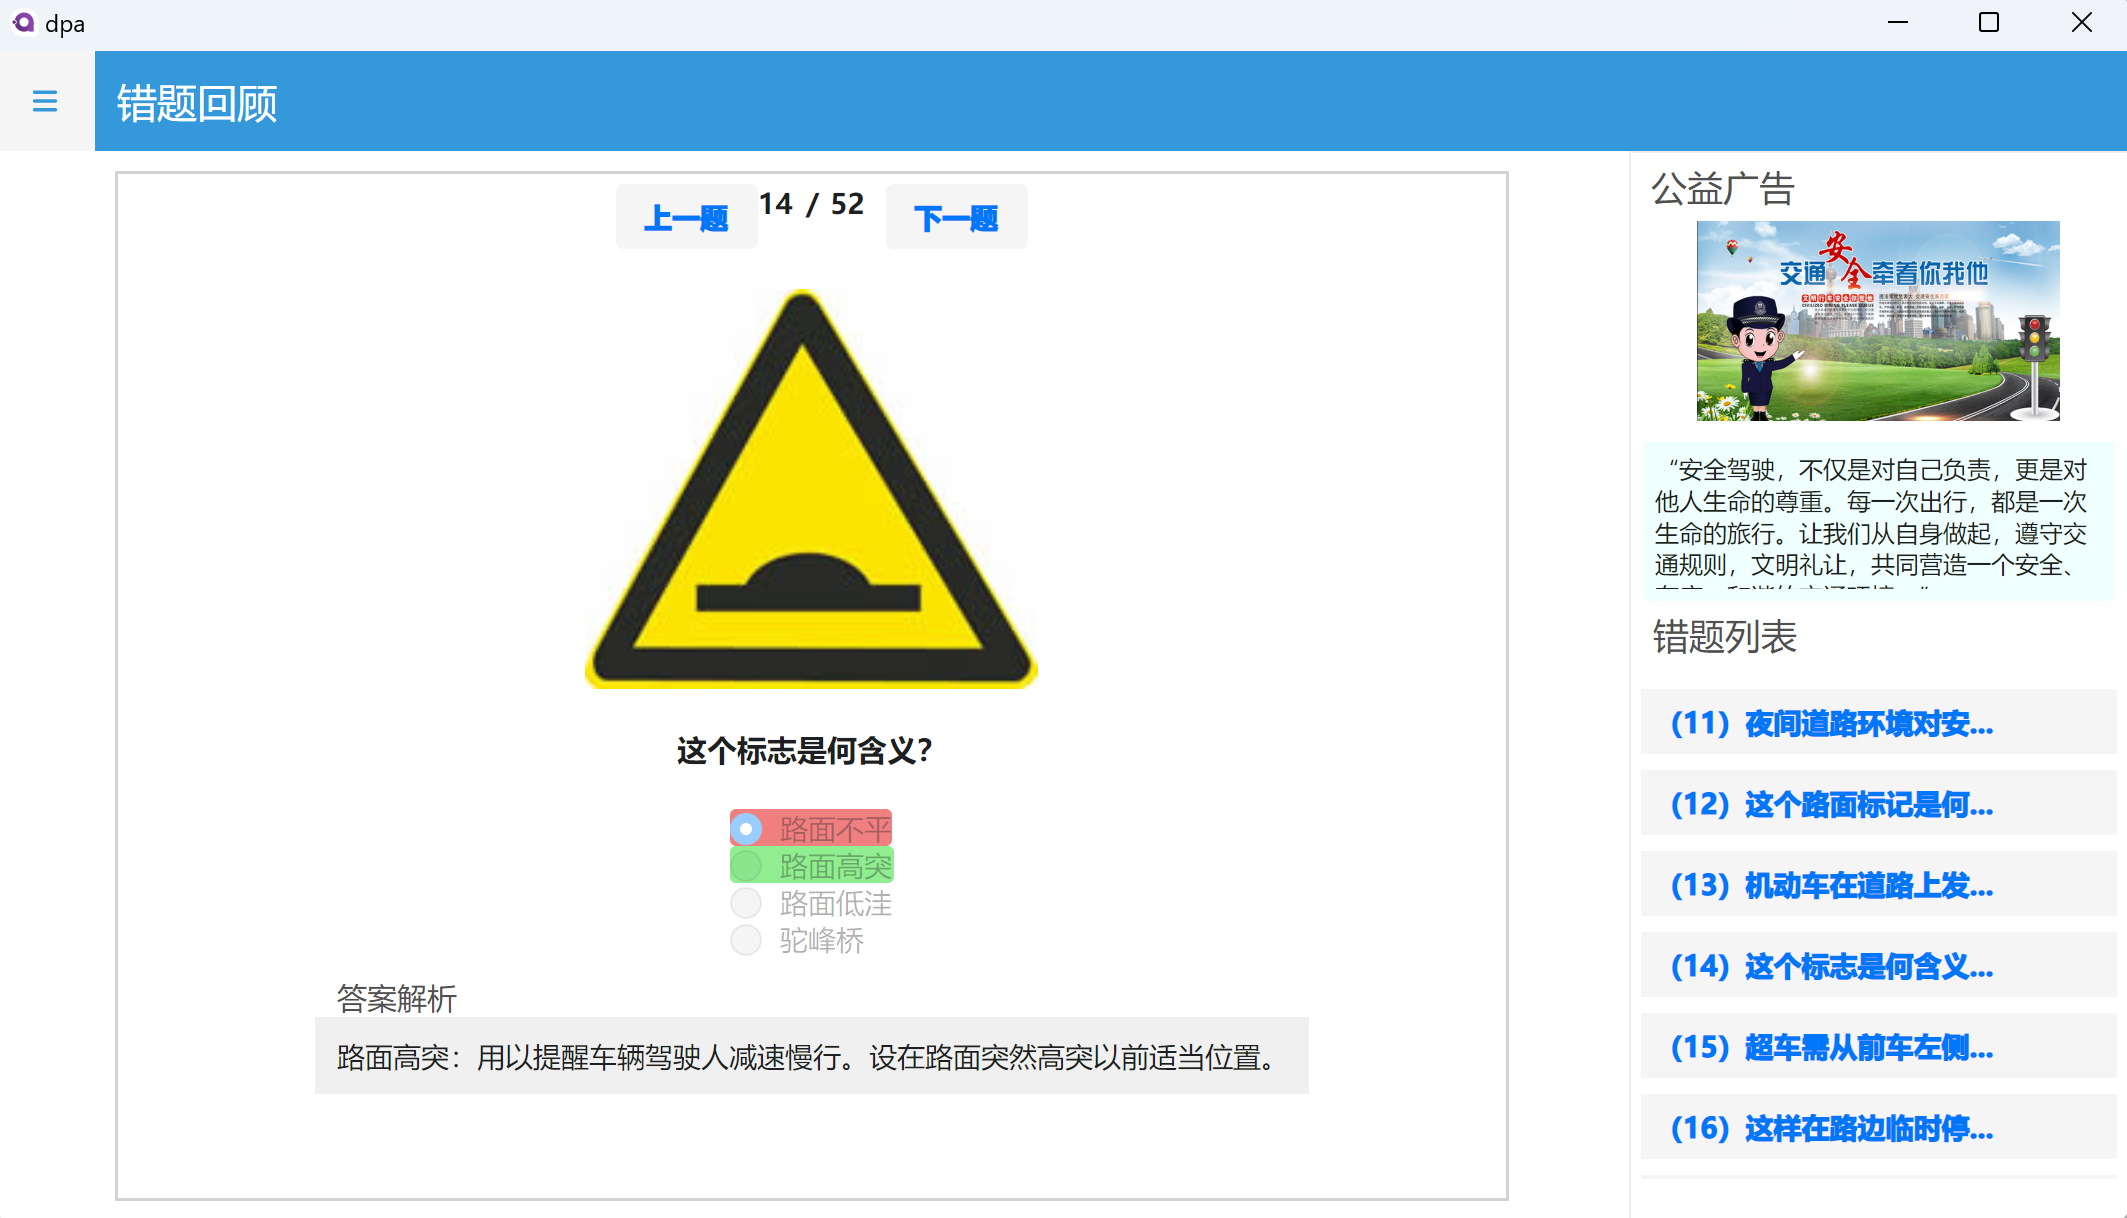 dpa
错题回顾
上一题
14 / 52
下一题
这个标志是何含义？
路面不平
路面高突
路面低洼
驼峰桥
答案解析
路面高突：用以提醒车辆驾驶人减速慢行。设在路面突然高突以前适当位置。
公益广告
交通安全牵着你我他
“安全驾驶，不仅是对自己负责，更是对
他人生命的尊重。每一次出行，都是一次
生命的旅行。让我们从自身做起，遵守交
通规则，文明礼让，共同营造一个安全、
错题列表
（11）夜间道路环境对安...
（12）这个路面标记是何...
（13）机动车在道路上发...
（14）这个标志是何含义...
（15）超车需从前车左侧...
（16）这样在路边临时停...